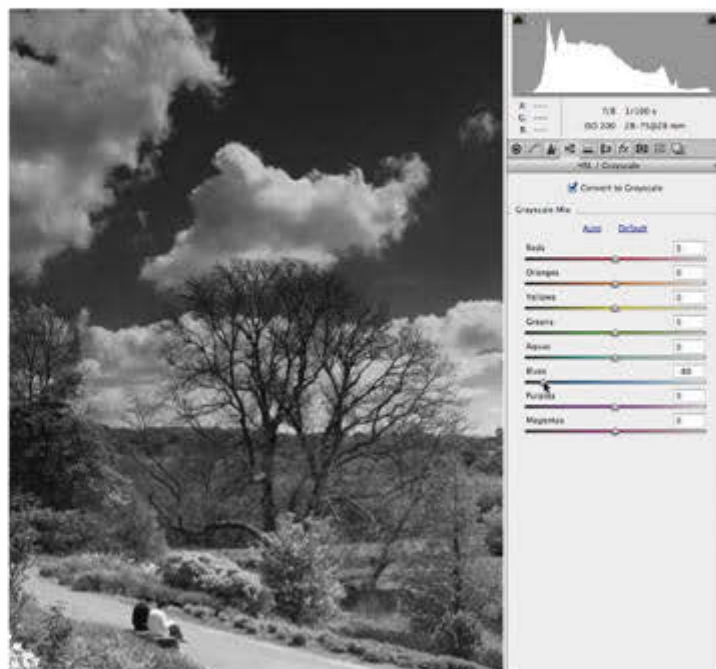 R: ---
G: ---
B: ---
f/8 1/100 s
ISO 200 28-75@28 mm
HSL / Grayscale
Convert to Grayscale
Grayscale Mix
Auto Default
Reds 0
Oranges 0
Yellows 0
Greens 0
Aquas 0
Blues
Purples 0
Magentas 0